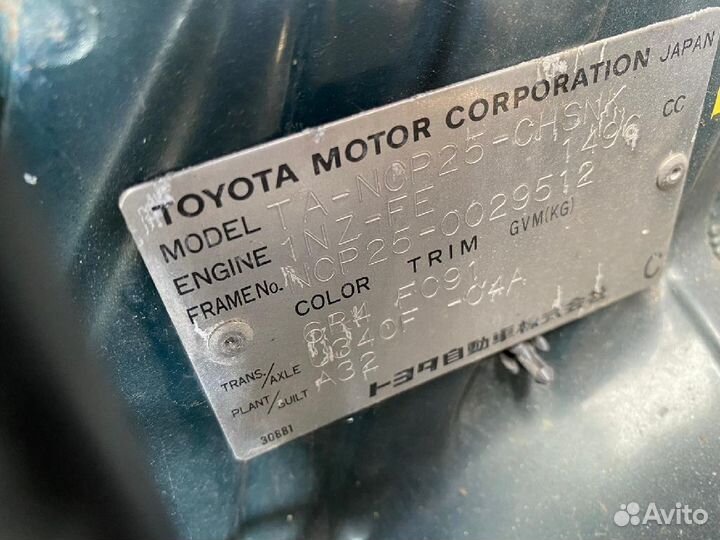 TOYOTA MOTOR CORPORATION JAPAN
MODEL TA-NCP25-CHSNK
ENGINE 1NZ-FE 1496 CC
FRAME No. NCP25-0029512
COLOR TRIM GVM(KG)
6R4 FC91 C
TRANS./AXLE U340F -04A
PLANT/BUILT A32
トヨタ自動車株式会社
30881
Avito